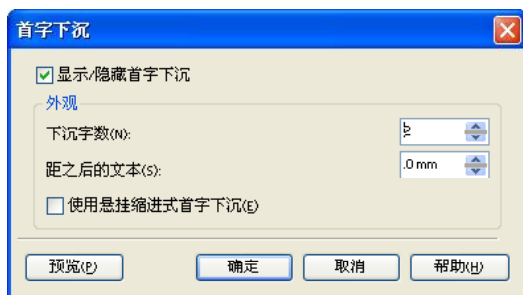 首字下沉
显示/隐藏首字下沉
外观
下沉字数(N):
距之后的文本(S): .0 mm
使用悬挂缩进式首字下沉(E)
预览(P) 确定 取消 帮助(H)